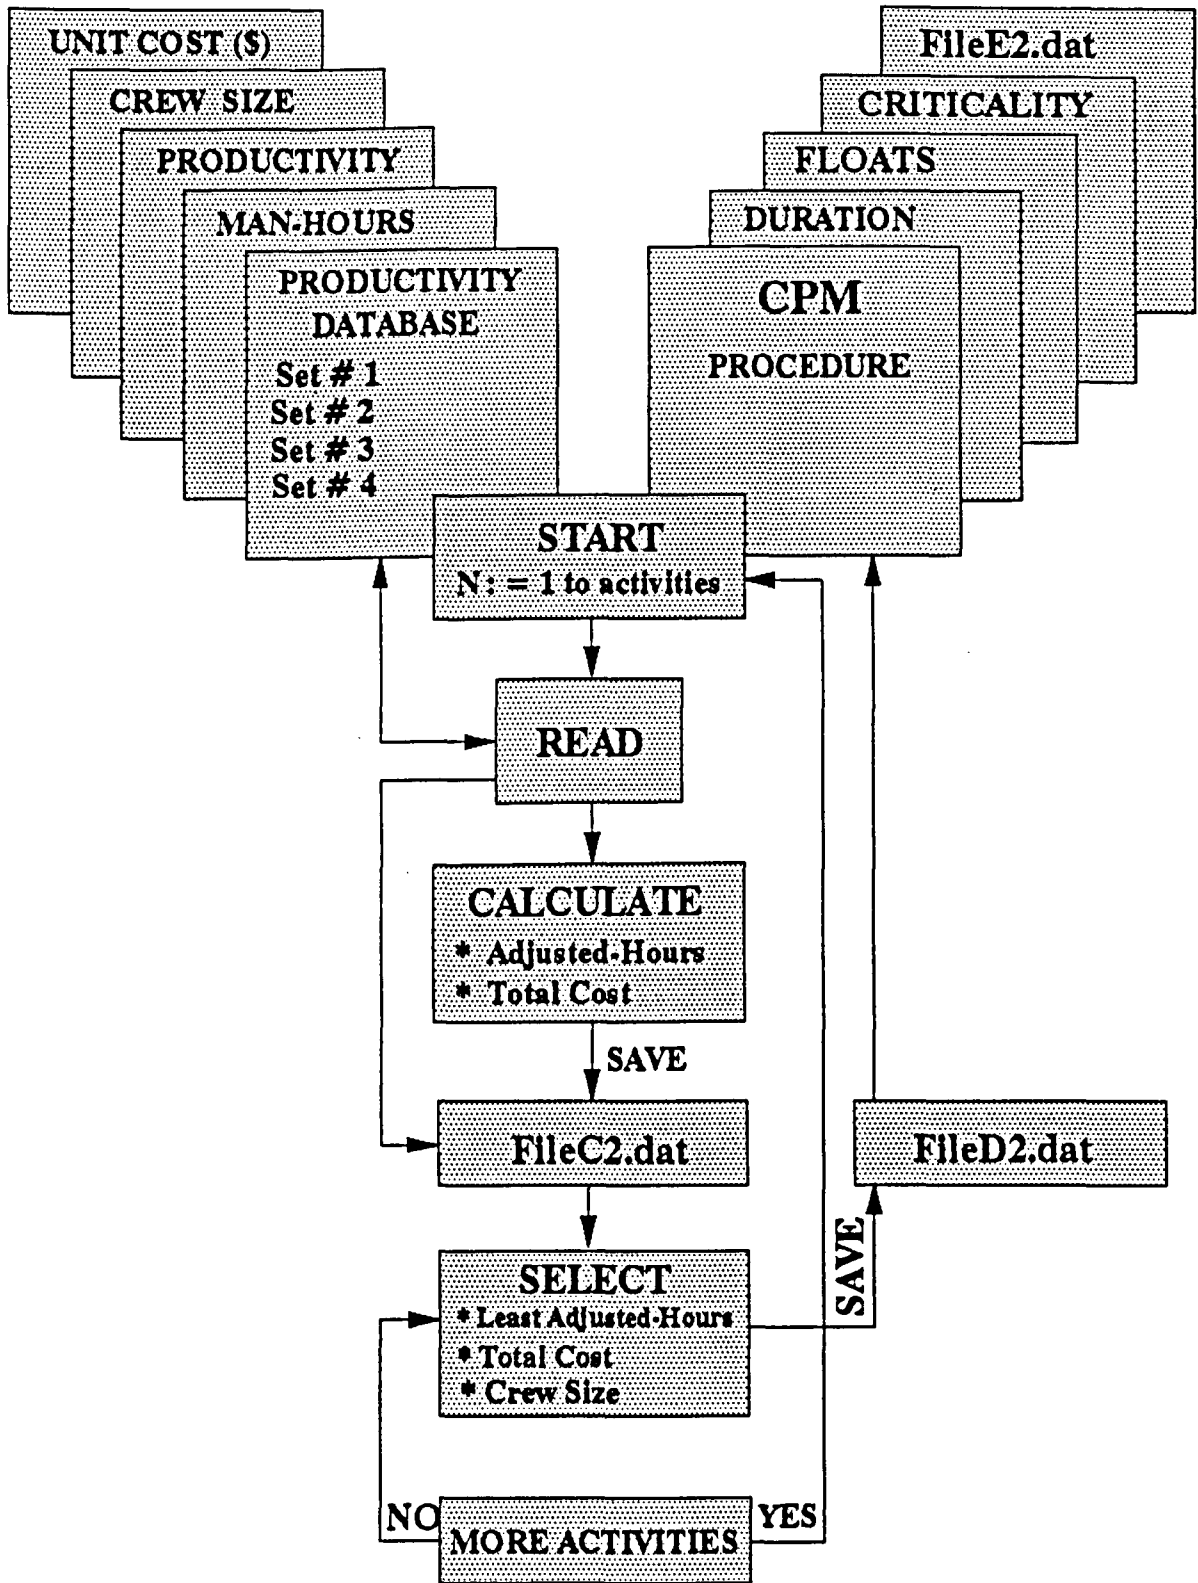 UNIT COST ($)
CREW SIZE
PRODUCTIVITY
MAN-HOURS
PRODUCTIVITY
DATABASE
Set # 1
Set # 2
Set # 3
Set # 4
FileE2.dat
CRITICALITY
FLOATS
DURATION
CPM
PROCEDURE
START
N: = 1 to activities
READ
CALCULATE
* Adjusted-Hours
* Total Cost
SAVE
FileC2.dat
FileD2.dat
SAVE
SELECT
* Least Adjusted-Hours
* Total Cost
* Crew Size
NO
MORE ACTIVITIES
YES